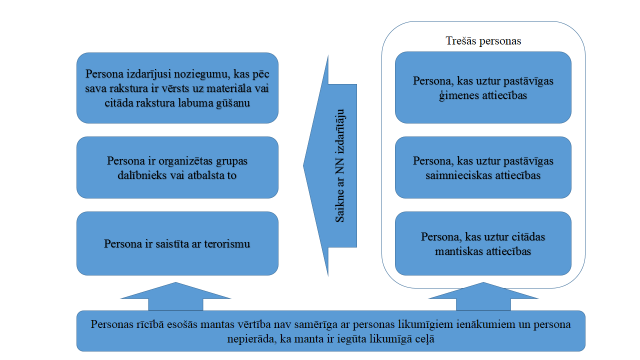 Persona izdarījusi noziegumu, kas pēc
sava rakstura ir vērsts uz materiāla vai
citāda rakstura labuma gūšanu
Persona ir organizētas grupas
dalībnieks vai atbalsta to
Persona ir saistīta ar terorismu
Saikne ar NN izdarītāju
Trešās personas
Persona, kas uztur pastāvīgas
ģimenes attiecības
Persona, kas uztur pastāvīgas
saimnieciskas attiecības
Persona, kas uztur citādas
mantiskas attiecības
Personas rīcībā esošās mantas vērtība nav samērīga ar personas likumīgiem ienākumiem un persona
nepierāda, ka manta ir iegūta likumīgā ceļā